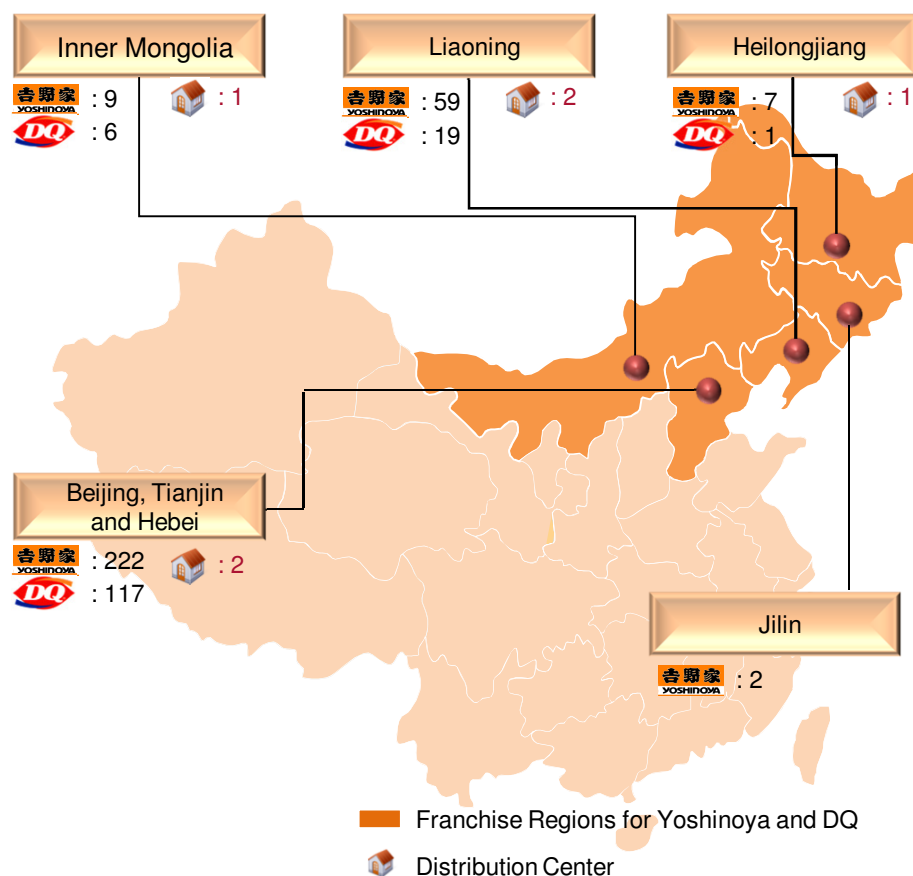 Inner Mongolia
吉野家
YOSHINOYA
: 9
DQ
: 6
: 1
Liaoning
吉野家
YOSHINOYA
: 59
DQ
: 19
: 2
Heilongjiang
吉野家
YOSHINOYA
: 7
DQ
: 1
: 1
Beijing, Tianjin
and Hebei
吉野家
YOSHINOYA
: 222
DQ
: 117
: 2
Jilin
吉野家
YOSHINOYA
: 2
Franchise Regions for Yoshinoya and DQ
Distribution Center